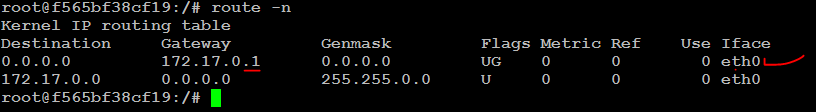 root@f565bf38cf19:/# route -n
Kernel IP routing table
Destination Gateway Genmask Flags Metric Ref Use Iface
0.0.0.0 172.17.0.1 0.0.0.0 UG 0 0 0 eth0
172.17.0.0 0.0.0.0 255.255.0.0 U 0 0 0 eth0
root@f565bf38cf19:/#